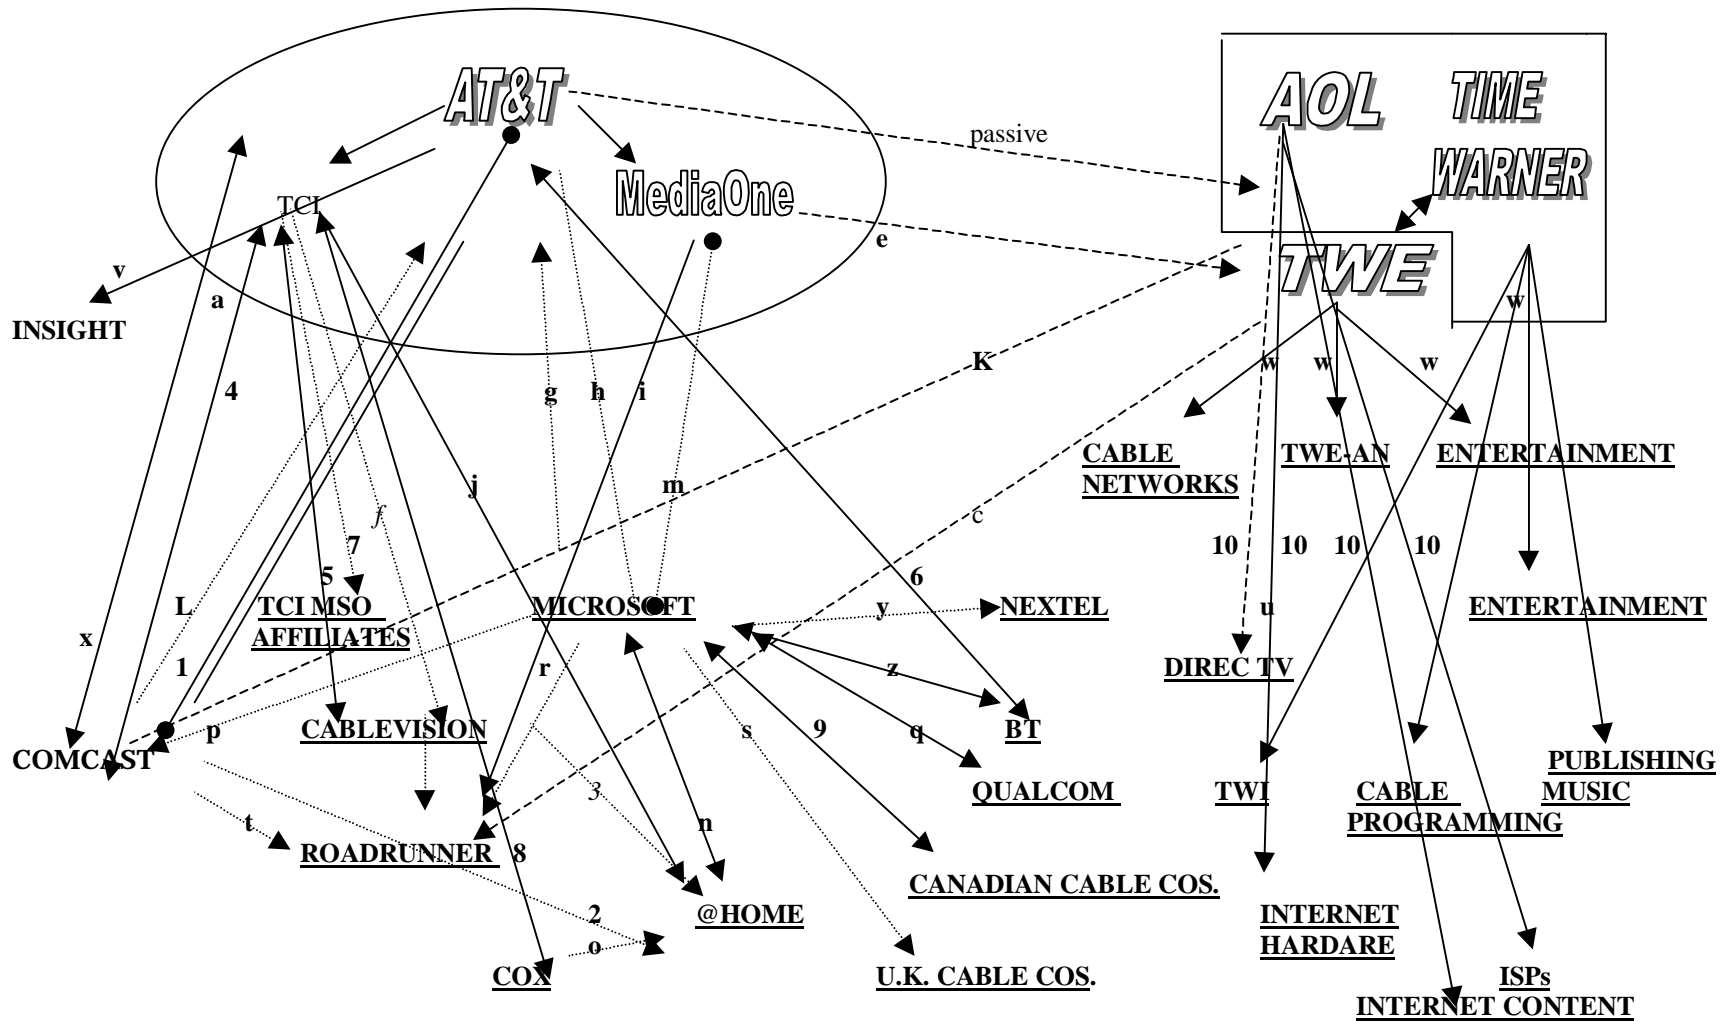 AT&T
AOL
TIME
WARNER
passive
MediaOne
TCI
e
TWE
v
a
w
INSIGHT
K
w
w
w
4
g
h
i
CABLE
NETWORKS
TWE-AN
ENTERTAINMENT
j
m
f
c
7
10
10
10
10
5
6
L
TCI MSO
AFFILIATES
MICROSOFT
y
NEXTEL
u
ENTERTAINMENT
x
1
r
z
DIREC TV
p
CABLEVISION
s
9
q
BT
COMCAST
PUBLISHING
MUSIC
3
QUALCOM
TWI
CABLE
PROGRAMMING
t
n
ROADRUNNER
8
CANADIAN CABLE COS.
2
@HOME
INTERNET
HARDARE
o
COX
U.K. CABLE COS.
ISPs
INTERNET CONTENT